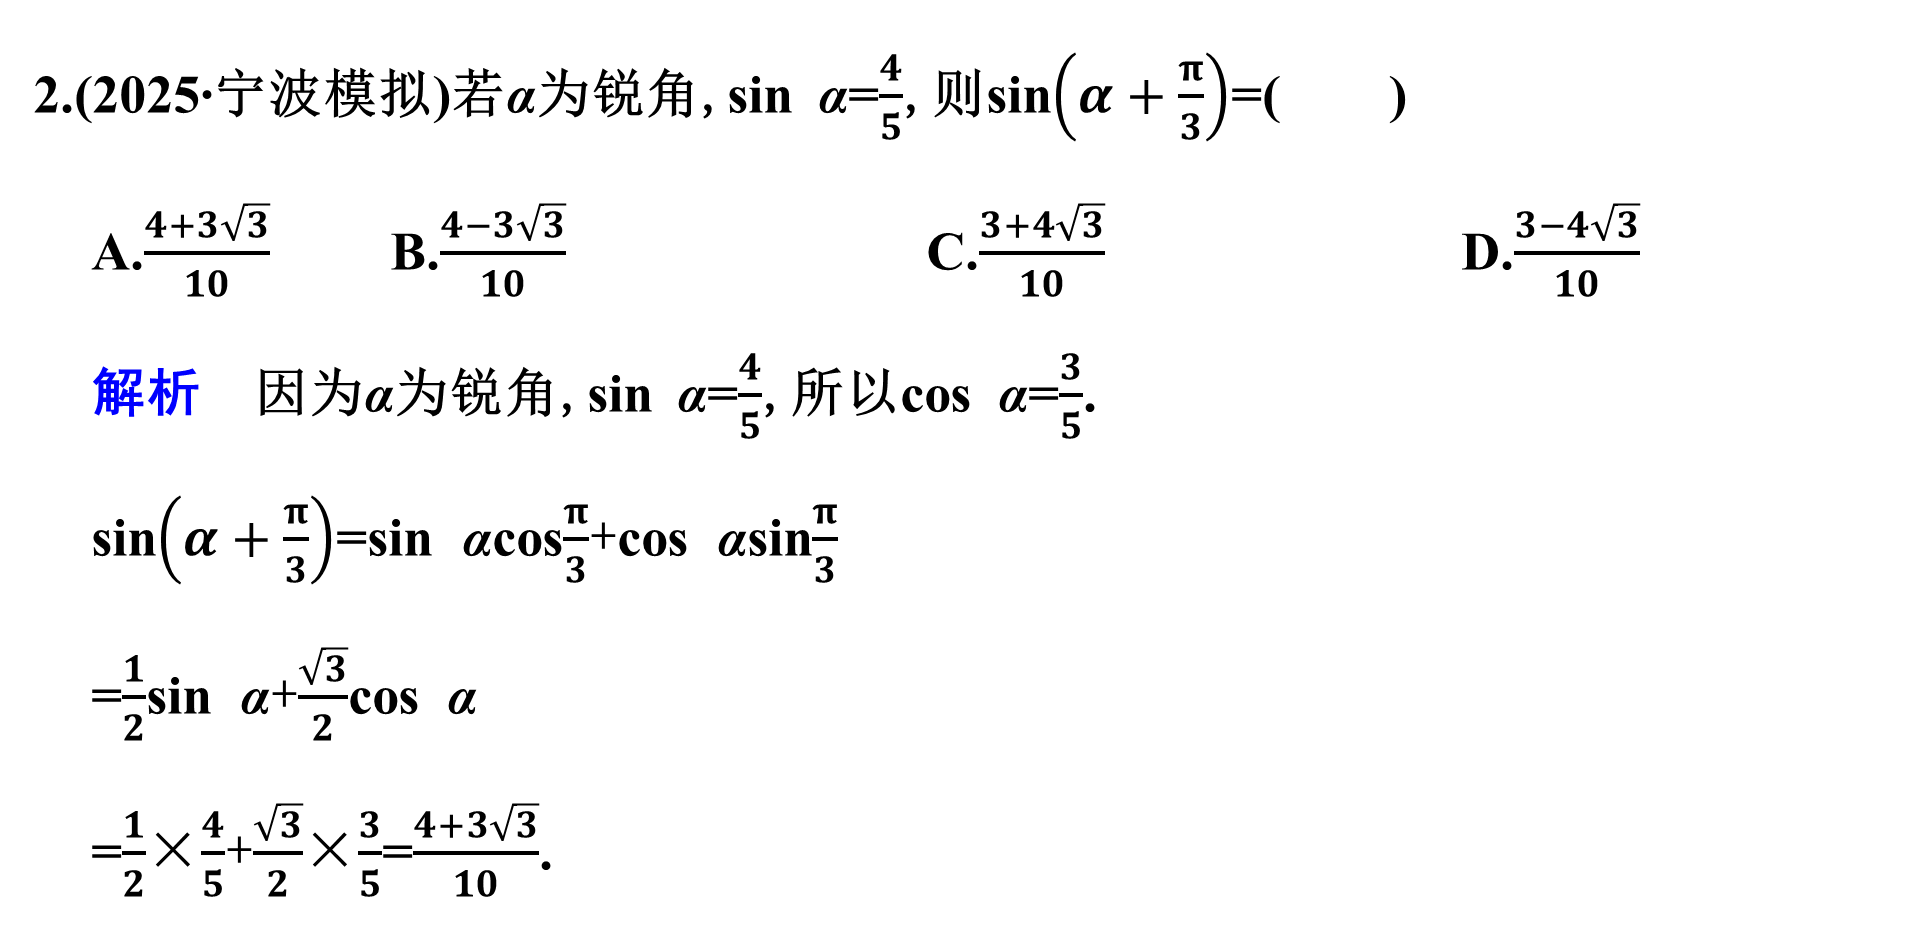 2.(2025·宁波模拟)若α为锐角, sin α=4/5, 则sin(α + π/3)=(  )
A.(4+3√3)/10 B.(4−3√3)/10 C.(3+4√3)/10 D.(3−4√3)/10
解析 因为α为锐角, sin α=4/5, 所以cos α=3/5.
sin(α + π/3)=sin αcos π/3+cos αsin π/3
=1/2 sin α+√3/2 cos α
=1/2×4/5+√3/2×3/5=(4+3√3)/10.